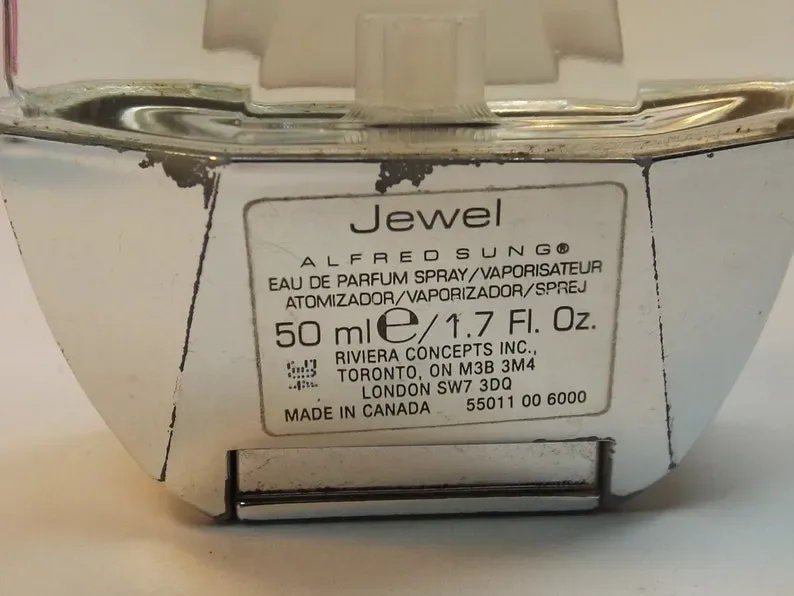 Jewel
ALFRED SUNG®
EAU DE PARFUM SPRAY/VAPORISATEUR
ATOMIZADOR/VAPORIZADOR/SPREJ
50 ml℮/1.7 Fl. Oz.
RIVIERA CONCEPTS INC.,
TORONTO, ON M3B 3M4
LONDON SW7 3DQ
MADE IN CANADA 55011 00 6000